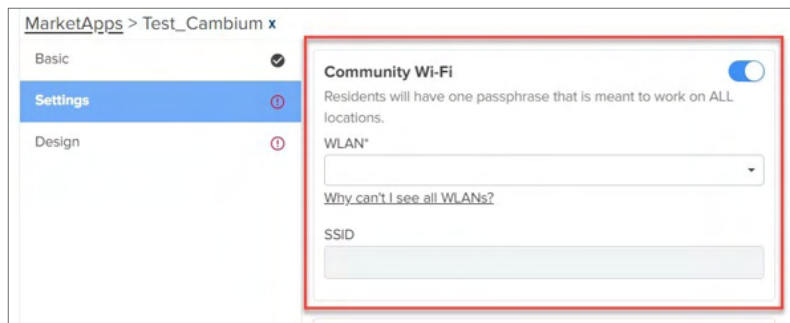 MarketApps > Test_Cambium x
Basic
Settings
Design
Community Wi-Fi
Residents will have one passphrase that is meant to work on ALL
locations.
WLAN*
Why can't I see all WLANs?
SSID